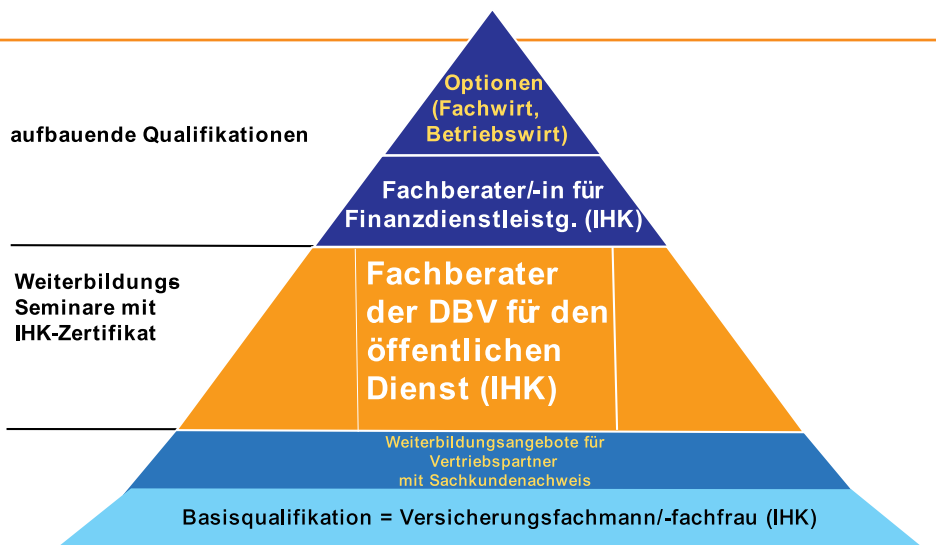 Optionen
(Fachwirt,
Betriebswirt)
aufbauende Qualifikationen
Fachberater/-in für
Finanzdienstleistg. (IHK)
Weiterbildungs
Seminare mit
IHK-Zertifikat
Fachberater
der DBV für den
öffentlichen
Dienst (IHK)
Weiterbildungsangebote für
Vertriebspartner
mit Sachkundenachweis
Basisqualifikation = Versicherungsfachmann/-fachfrau (IHK)